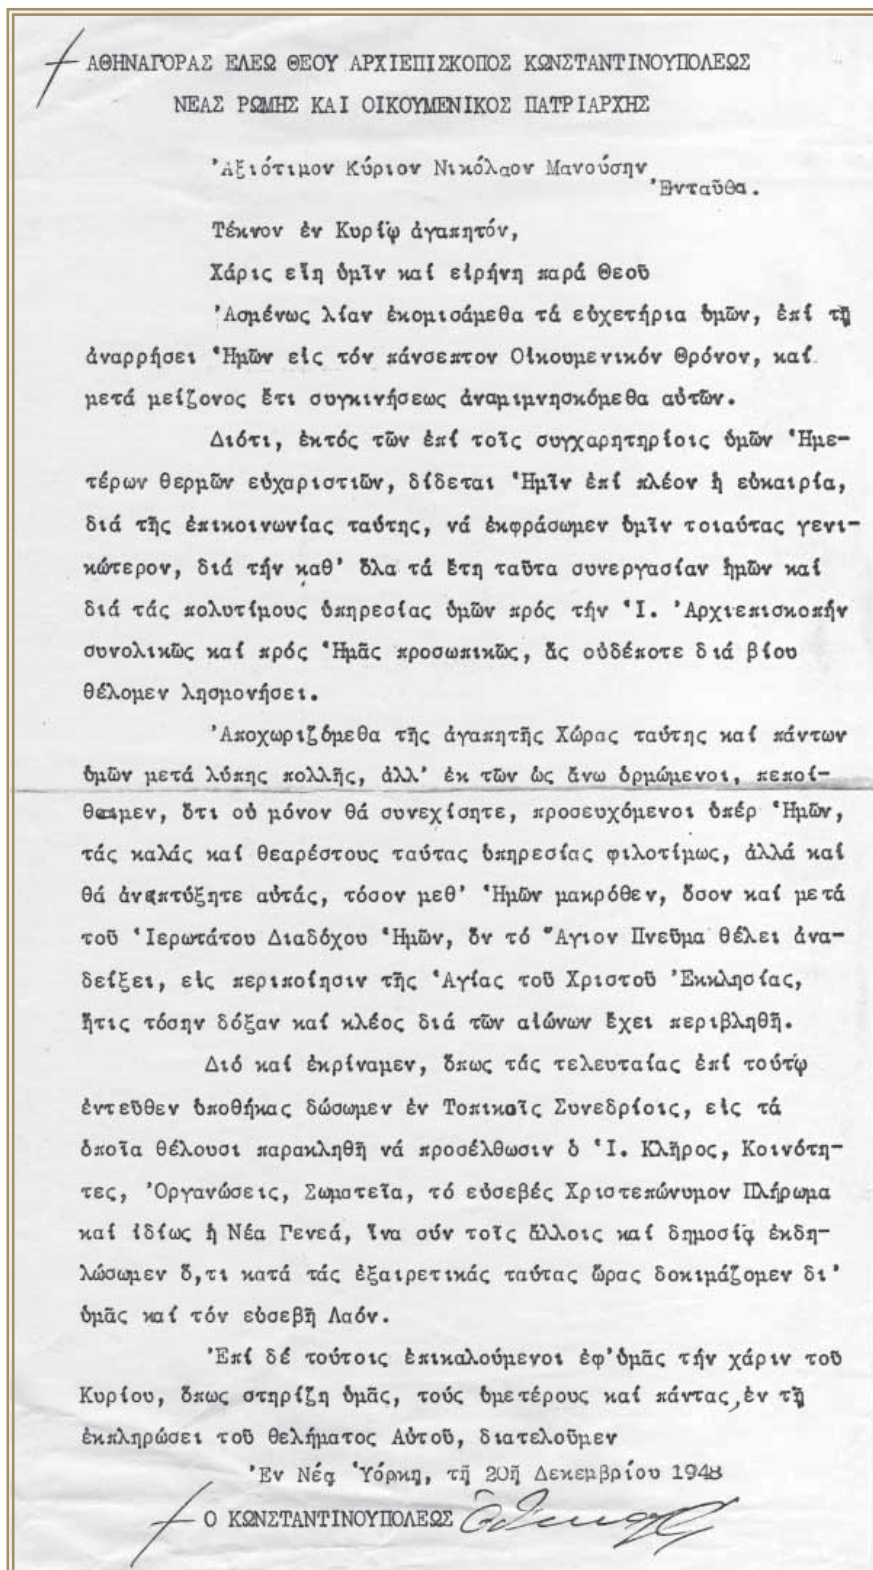 ΑΘΗΝΑΓΟΡΑΣ ΕΛΕΩ ΘΕΟΥ ΑΡΧΙΕΠΙΣΚΟΠΟΣ ΚΩΝΣΤΑΝΤΙΝΟΥΠΟΛΕΩΣ
ΝΕΑΣ ΡΩΜΗΣ ΚΑΙ ΟΙΚΟΥΜΕΝΙΚΟΣ ΠΑΤΡΙΑΡΧΗΣ
Ἀξιότιμον Κύριον Νικόλαον Μανούσην
Ἐνταῦθα.
Τέκνον ἐν Κυρίῳ ἀγαπητόν,
Χάρις εἴη ὑμῖν καί εἰρήνη παρά Θεοῦ
Ἀσμένως λίαν ἐκομισάμεθα τά εὐχετήρια ὑμῶν, ἐπί τῇ
ἀναρρήσει Ἡμῶν εἰς τόν πάνσεπτον Οἰκουμενικόν Θρόνον, καί
μετά μείζονος ἔτι συγκινήσεως ἀναμιμνησκόμεθα αὐτῶν.
Διότι, ἐκτός τῶν ἐπί τοῖς συγχαρητηρίοις ὑμῶν Ἡμε-
τέρων θερμῶν εὐχαριστιῶν, δίδεται Ἡμῖν ἐπί πλέον ἡ εὐκαιρία,
διά τῆς ἐπικοινωνίας ταύτης, νά ἐκφράσωμεν ὑμῖν τοιαύτας γενι-
κώτερον, διά τήν καθ' ὅλα τά ἔτη ταῦτα συνεργασίαν ἡμῶν καί
διά τάς πολυτίμους ὑπηρεσίας ὑμῶν πρός τήν Ἱ. Ἀρχιεπισκοπήν
συνολικῶς καί πρός Ἡμᾶς προσωπικῶς, ἅς οὐδέποτε διά βίου
θέλομεν λησμονήσει.
Ἀποχωριζόμεθα τῆς ἀγαπητῆς Χώρας ταύτης καί πάντων
ὑμῶν μετά λύπης πολλῆς, ἀλλ' ἐκ τῶν ὡς ἄνω ὁρμώμενοι, πεποί-
θαμεν, ὅτι οὐ μόνον θά συνεχίσητε, προσευχόμενοι ὑπέρ Ἡμῶν,
τάς καλάς καί θεαρέστους ταύτας ὑπηρεσίας φιλοτίμως, ἀλλά καί
θά ἀναπτύξητε αὐτάς, τόσον μεθ' Ἡμῶν μακρόθεν, ὅσον καί μετά
τοῦ Ἱερωτάτου Διαδόχου Ἡμῶν, ὅν τό Ἅγιον Πνεῦμα θέλει ἀνα-
δείξει, εἰς περιποίησιν τῆς Ἁγίας τοῦ Χριστοῦ Ἐκκλησίας,
ἥτις τόσην δόξαν καί κλέος διά τῶν αἰώνων ἔχει περιβληθῆ.
Διό καί ἐκρίναμεν, ὅπως τάς τελευταίας ἐπί τούτῳ
ἐντεῦθεν ὑποθήκας δώσωμεν ἐν Τοπικοῖς Συνεδρίοις, εἰς τά
ὁποῖα θέλουσι παρακληθῆ νά προσέλθωσιν ὁ Ἱ. Κλῆρος, Κοινότη-
τες, Ὀργανώσεις, Σωματεῖα, τό εὐσεβές Χριστεπώνυμον Πλήρωμα
καί ἰδίως ἡ Νέα Γενεά, ἵνα σύν τοῖς ἄλλοις καί δημοσίᾳ ἐκδη-
λώσωμεν ὅ,τι κατά τάς ἐξαιρετικάς ταύτας ὥρας δοκιμάζομεν δι'
ὑμᾶς καί τόν εὐσεβῆ Λαόν.
Ἐπί δέ τούτοις ἐπικαλούμενοι ἐφ'ὑμᾶς τήν χάριν τοῦ
Κυρίου, ὅπως στηρίζη ὑμᾶς, τούς ὑμετέρους καί πάντας, ἐν τῇ
ἐκπληρώσει τοῦ θελήματος Αὐτοῦ, διατελοῦμεν
Ἐν Νέᾳ Ὑόρκῃ, τῇ 20ῇ Δεκεμβρίου 1948
Ο ΚΩΝΣΤΑΝΤΙΝΟΥΠΟΛΕΩΣ